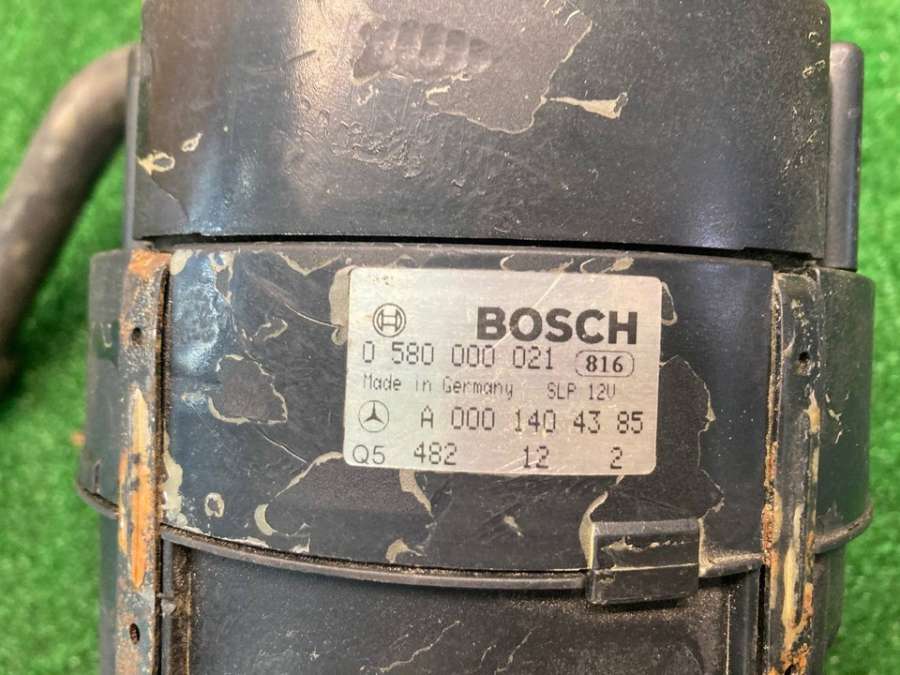 BOSCH
0 580 000 021 816
Made in Germany SLP 12V
A 000 140 43 85
Q5 482 12 2